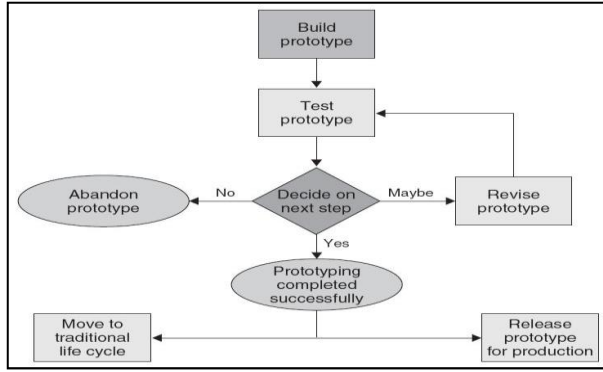 Build
prototype
Test
prototype
Abandon
prototype
No
Decide on
next step
Maybe
Revise
prototype
Yes
Prototyping
completed
successfully
Move to
traditional
life cycle
Release
prototype
for production